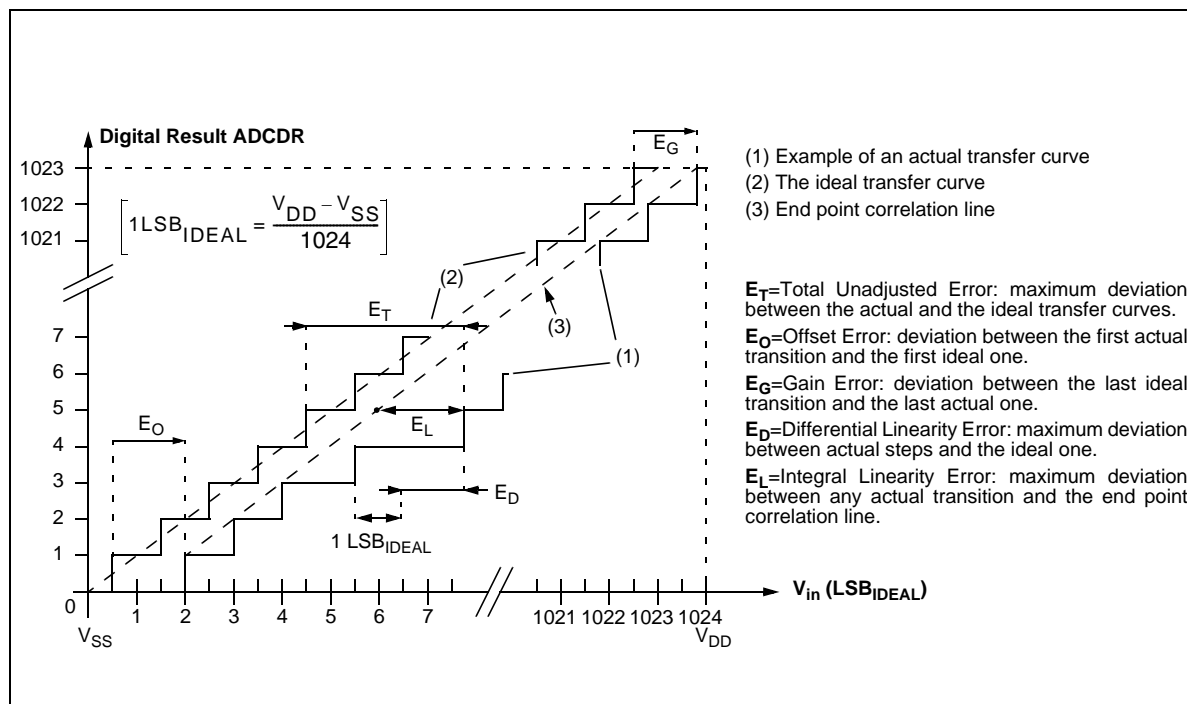 Digital Result ADCDR
E_G
1023
1022
1021
1LSB_IDEAL = (V_DD – V_SS) / 1024
(2)
E_T
(3)
(1)
7
6
5
4
3
2
1
0
E_O
E_L
E_D
1 LSB_IDEAL
1 2 3 4 5 6 7 1021 1022 1023 1024
V_in (LSB_IDEAL)
V_SS
V_DD
(1) Example of an actual transfer curve
(2) The ideal transfer curve
(3) End point correlation line
E_T=Total Unadjusted Error: maximum deviation
between the actual and the ideal transfer curves.
E_O=Offset Error: deviation between the first actual
transition and the first ideal one.
E_G=Gain Error: deviation between the last ideal
transition and the last actual one.
E_D=Differential Linearity Error: maximum deviation
between actual steps and the ideal one.
E_L=Integral Linearity Error: maximum deviation
between any actual transition and the end point
correlation line.